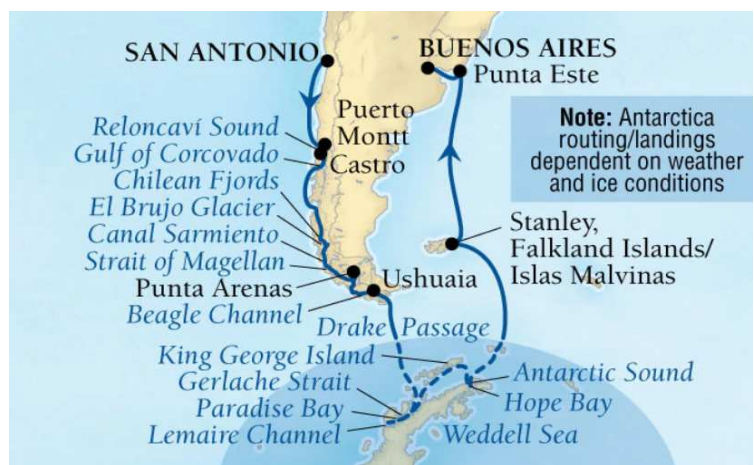 SAN ANTONIO
BUENOS AIRES
Punta Este
Note: Antarctica
routing/landings
dependent on weather
and ice conditions
Puerto
Montt
Reloncaví Sound
Gulf of Corcovado
Castro
Chilean Fjords
El Brujo Glacier
Canal Sarmiento
Strait of Magellan
Punta Arenas
Ushuaia
Beagle Channel
Stanley,
Falkland Islands/
Islas Malvinas
Drake Passage
King George Island
Gerlache Strait
Paradise Bay
Lemaire Channel
Antarctic Sound
Hope Bay
Weddell Sea